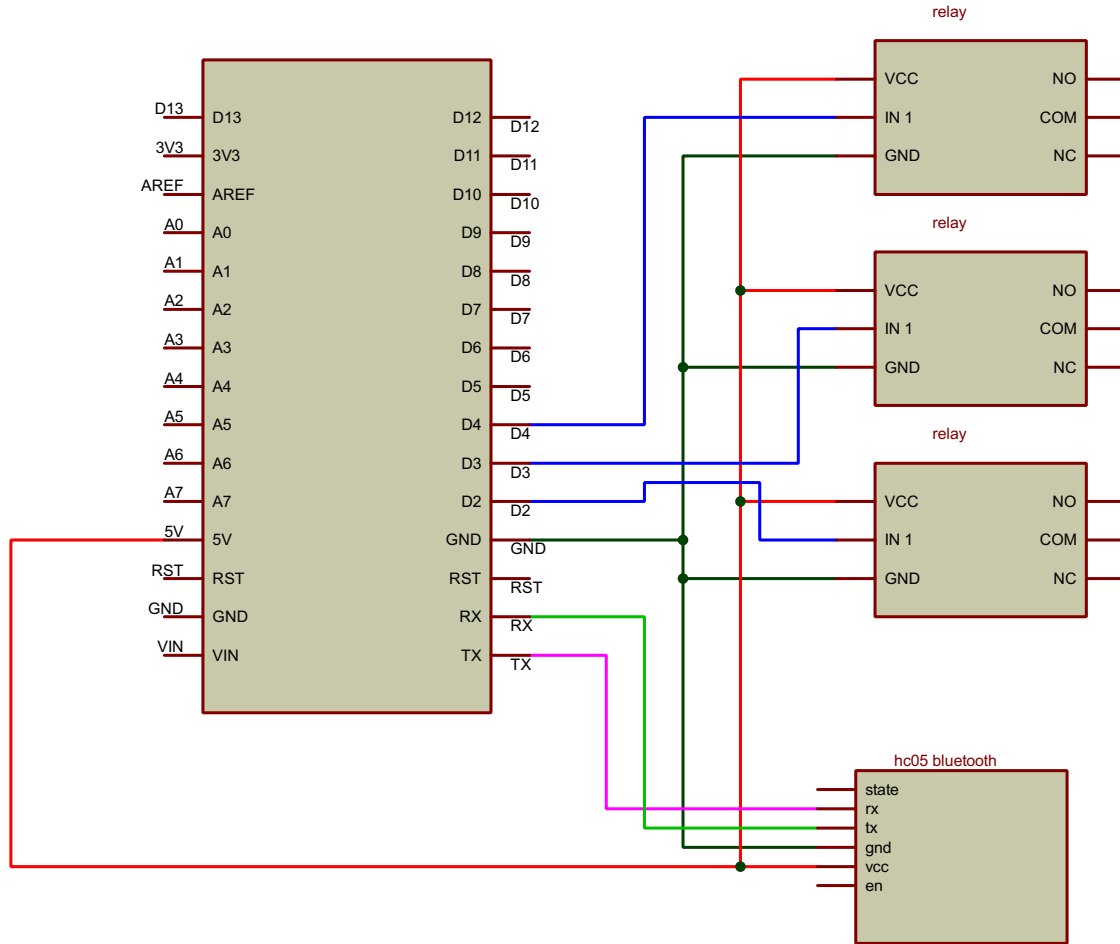 relay
VCC NO
IN 1 COM
GND NC
D13 D13 D12 D12
3V3 3V3 D11 D11
AREF AREF D10 D10
A0 A0 D9 D9
A1 A1 D8 D8
A2 A2 D7 D7
A3 A3 D6 D6
A4 A4 D5 D5
A5 A5 D4 D4
A6 A6 D3 D3
A7 A7 D2 D2
5V 5V GND GND
RST RST RST RST
GND GND RX RX
VIN VIN TX TX
relay
VCC NO
IN 1 COM
GND NC
relay
VCC NO
IN 1 COM
GND NC
hc05 bluetooth
state
rx
tx
gnd
vcc
en